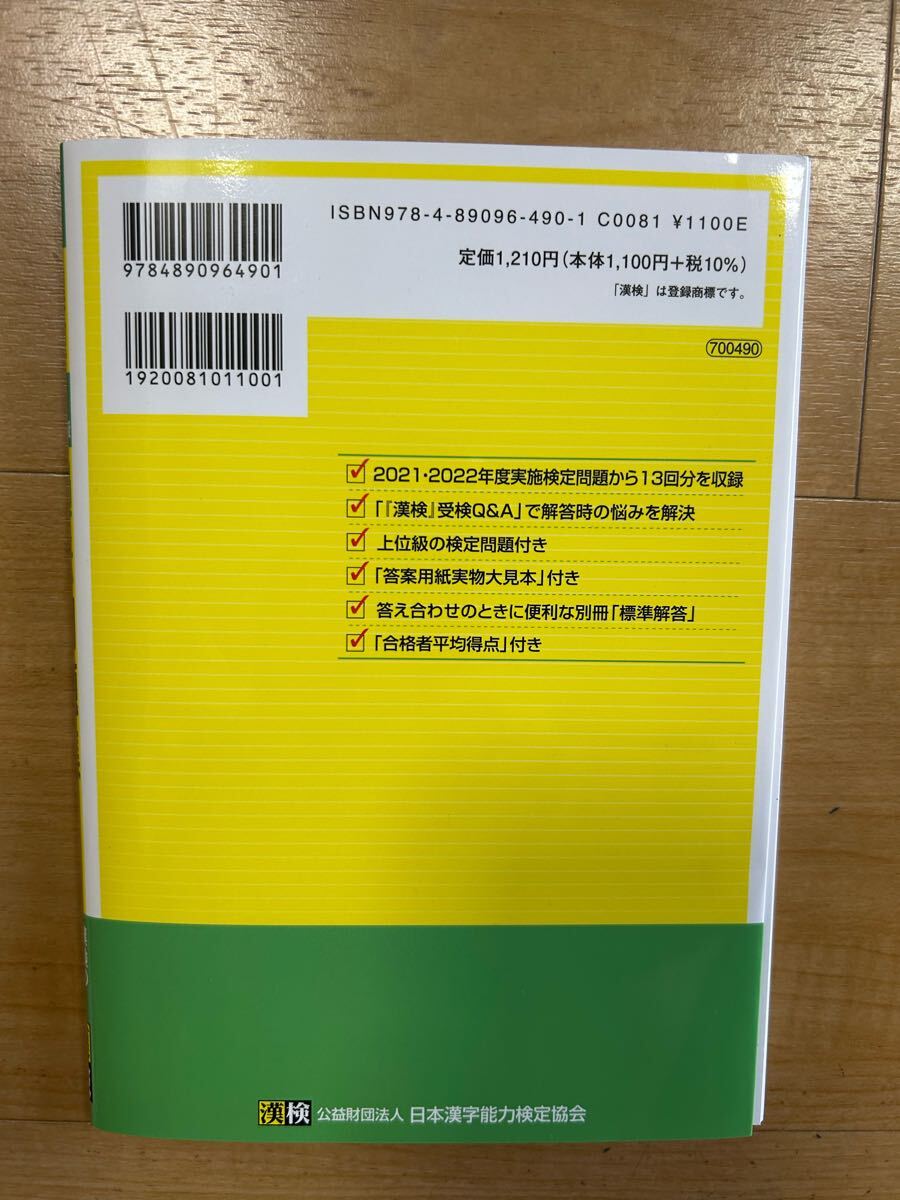 ISBN978-4-89096-490-1 C0081 ¥1100E
9784890964901
定価1,210円(本体1,100円+税10%)
「漢検」は登録商標です。
1920081011001
700490
2021・2022年度実施検定問題から13回分を収録
「『漢検』受検Q&A」で解答時の悩みを解決
上位級の検定問題付き
「答案用紙実物大見本」付き
答え合わせのときに便利な別冊「標準解答」
「合格者平均得点」付き
漢検 公益財団法人 日本漢字能力検定協会